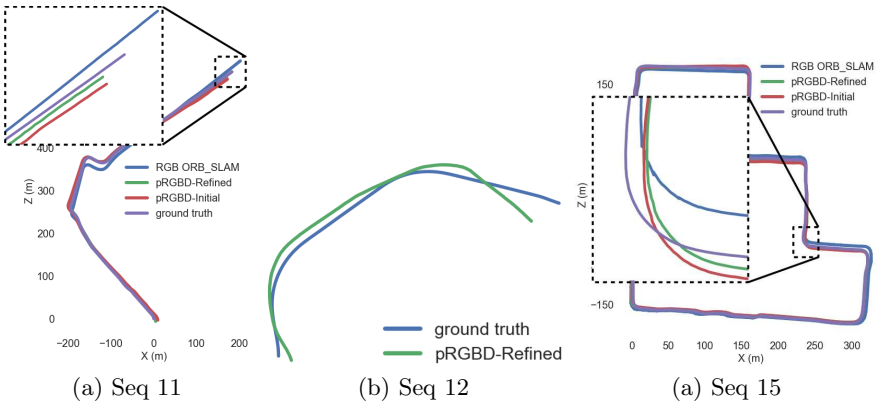 400
300
200
100
0
Z (m)
−200 −100 0 100 200
X (m)
RGB ORB_SLAM
pRGBD-Refined
pRGBD-Initial
ground truth
(a) Seq 11
ground truth
pRGBD-Refined
(b) Seq 12
150
−150
Z (m)
RGB ORB_SLAM
pRGBD-Refined
pRGBD-Initial
ground truth
0 50 100 150 200 250 300
X (m)
(a) Seq 15